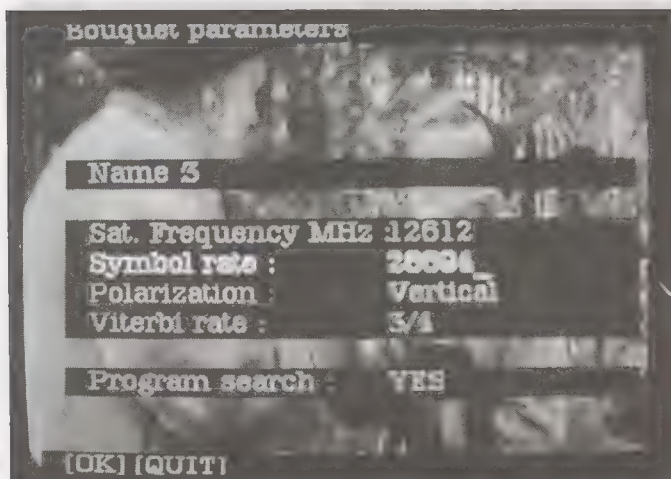 Bouquet parameters
Name 3
Sat. Frequency MHz :12612
Symbol rate : 28694_
Polarization : Vertical
Viterbi rate : 3/4
Program search : YES
[OK] [QUIT]